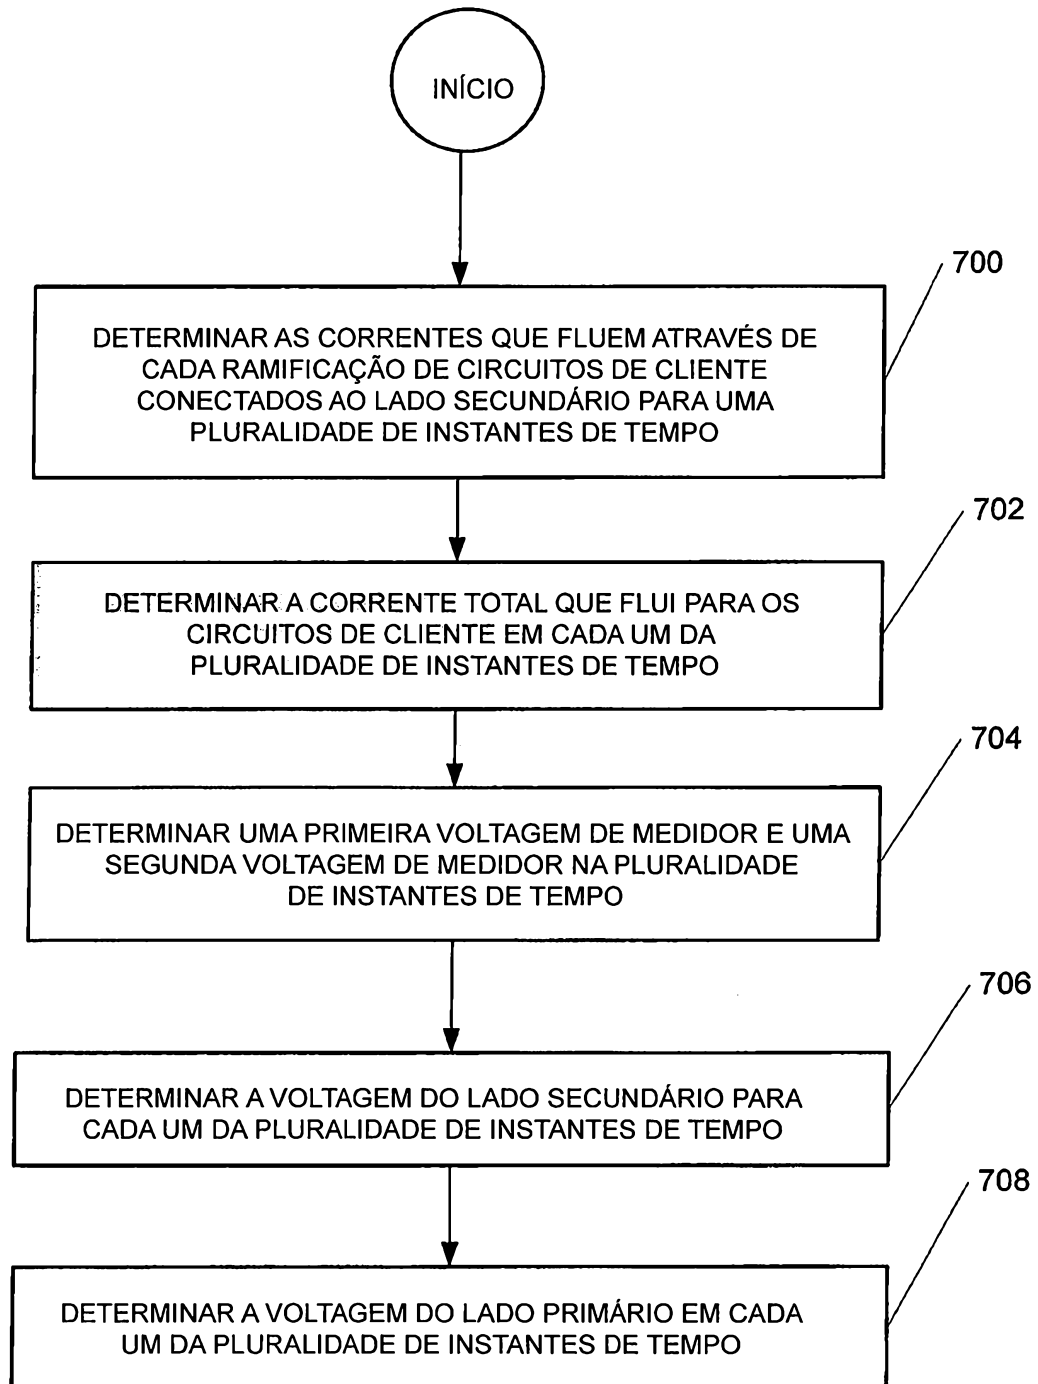 INÍCIO
700
DETERMINAR AS CORRENTES QUE FLUEM ATRAVÉS DE
CADA RAMIFICAÇÃO DE CIRCUITOS DE CLIENTE
CONECTADOS AO LADO SECUNDÁRIO PARA UMA
PLURALIDADE DE INSTANTES DE TEMPO
702
DETERMINAR A CORRENTE TOTAL QUE FLUI PARA OS
CIRCUITOS DE CLIENTE EM CADA UM DA
PLURALIDADE DE INSTANTES DE TEMPO
704
DETERMINAR UMA PRIMEIRA VOLTAGEM DE MEDIDOR E UMA
SEGUNDA VOLTAGEM DE MEDIDOR NA PLURALIDADE
DE INSTANTES DE TEMPO
706
DETERMINAR A VOLTAGEM DO LADO SECUNDÁRIO PARA
CADA UM DA PLURALIDADE DE INSTANTES DE TEMPO
708
DETERMINAR A VOLTAGEM DO LADO PRIMÁRIO EM CADA
UM DA PLURALIDADE DE INSTANTES DE TEMPO